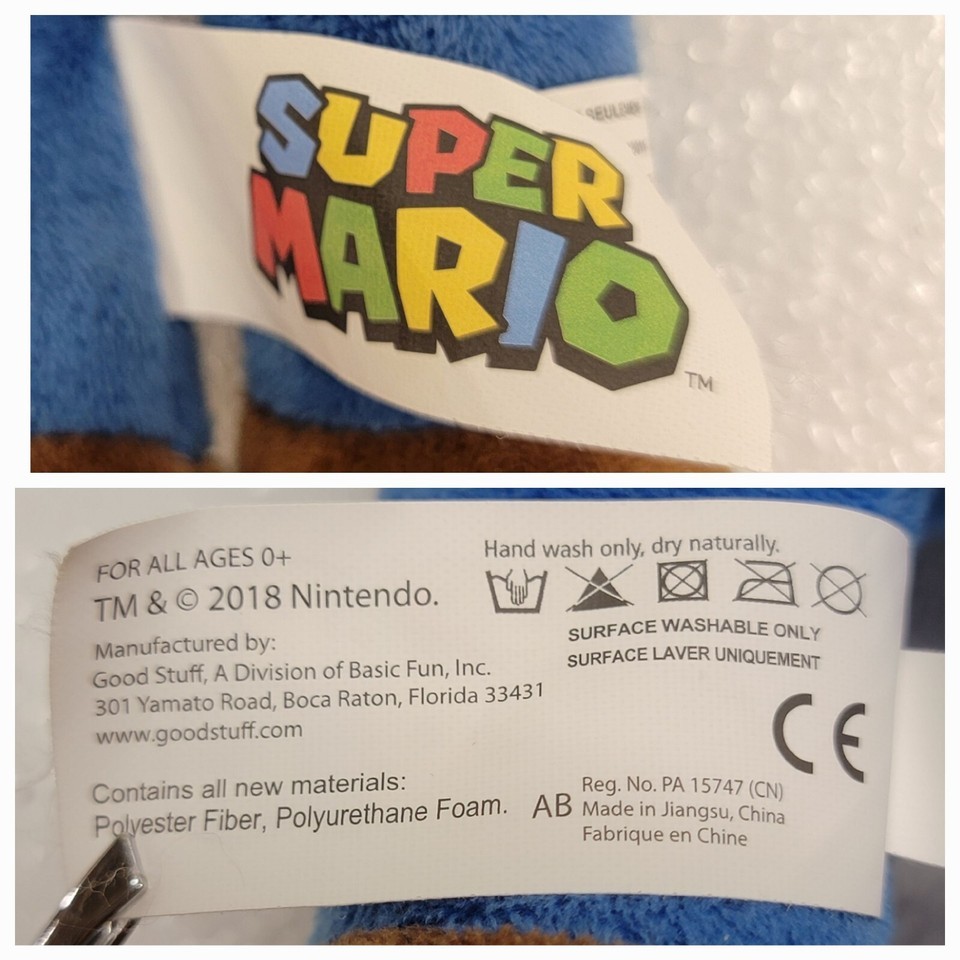 SUPER
MARIO
TM
FOR ALL AGES 0+
TM & © 2018 Nintendo.
Manufactured by:
Good Stuff, A Division of Basic Fun, Inc.
301 Yamato Road, Boca Raton, Florida 33431
www.goodstuff.com
Contains all new materials:
Polyester Fiber, Polyurethane Foam.
Hand wash only, dry naturally.
SURFACE WASHABLE ONLY
SURFACE LAVER UNIQUEMENT
CE
AB
Reg. No. PA 15747 (CN)
Made in Jiangsu, China
Fabrique en Chine